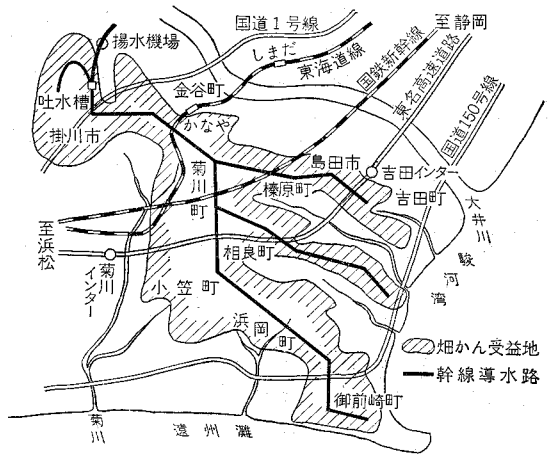 国道1号線
至静岡
揚水機場
しまだ
東海道線
国鉄新幹線
東名高速道路
国道150号線
金谷町
吐水槽
かなや
掛川市
島田市
吉田インター
菊川町
榛原町
吉田町
大井川
至浜松
相良町
駿河湾
菊川インター
小笠町
浜岡町
畑かん受益地
幹線導水路
御前崎町
菊川
遠州灘